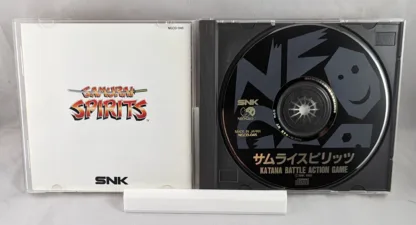 SAMURAI
SPIRITS
SNK
NEO
GEO
SNK
MADE IN JAPAN
サムライスピリッツ
KATANA BATTLE ACTION GAME